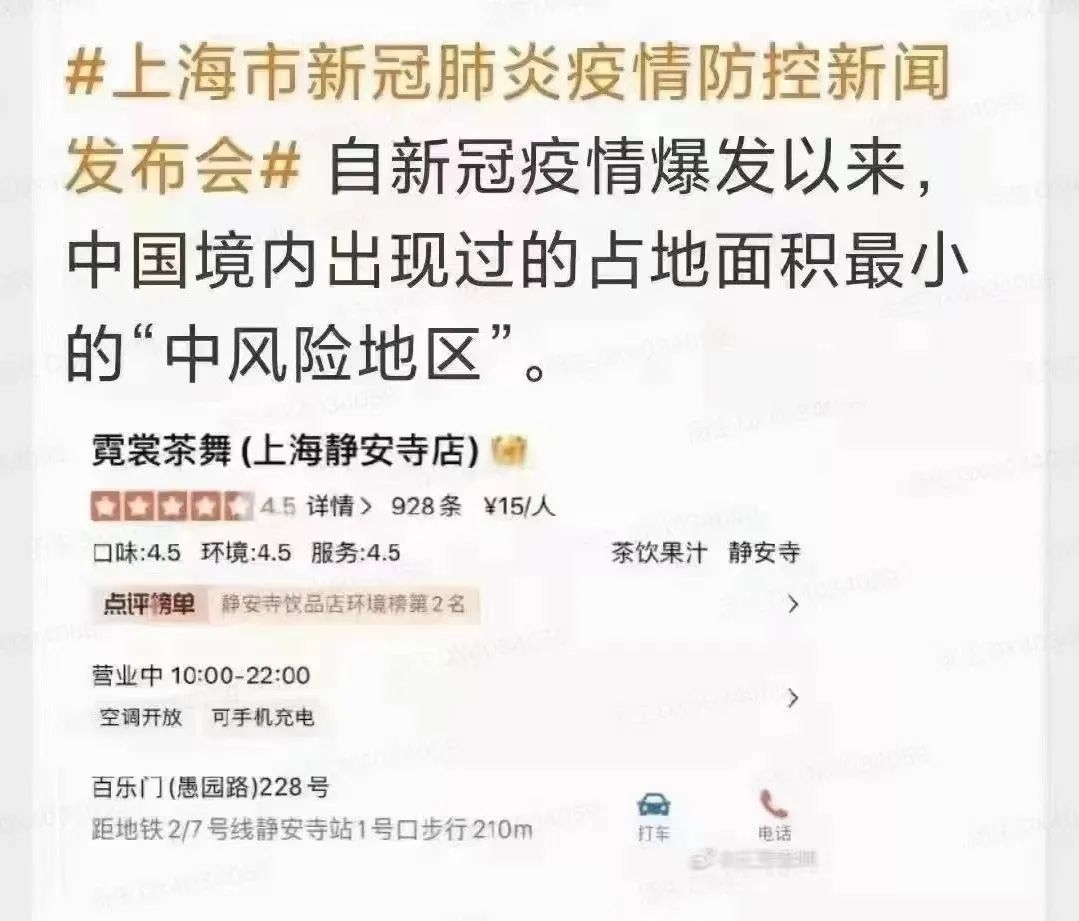 #上海市新冠肺炎疫情防控新闻
发布会# 自新冠疫情爆发以来，
中国境内出现过的占地面积最小
的“中风险地区”。
霓裳茶舞(上海静安寺店)
4.5 详情> 928条 ¥15/人
口味:4.5 环境:4.5 服务:4.5 茶饮果汁 静安寺
点评榜单 静安寺饮品店环境榜第2名 >
营业中 10:00-22:00
空调开放 可手机充电 >
百乐门(愚园路)228号
距地铁2/7号线静安寺站1号口步行210m
打车 电话